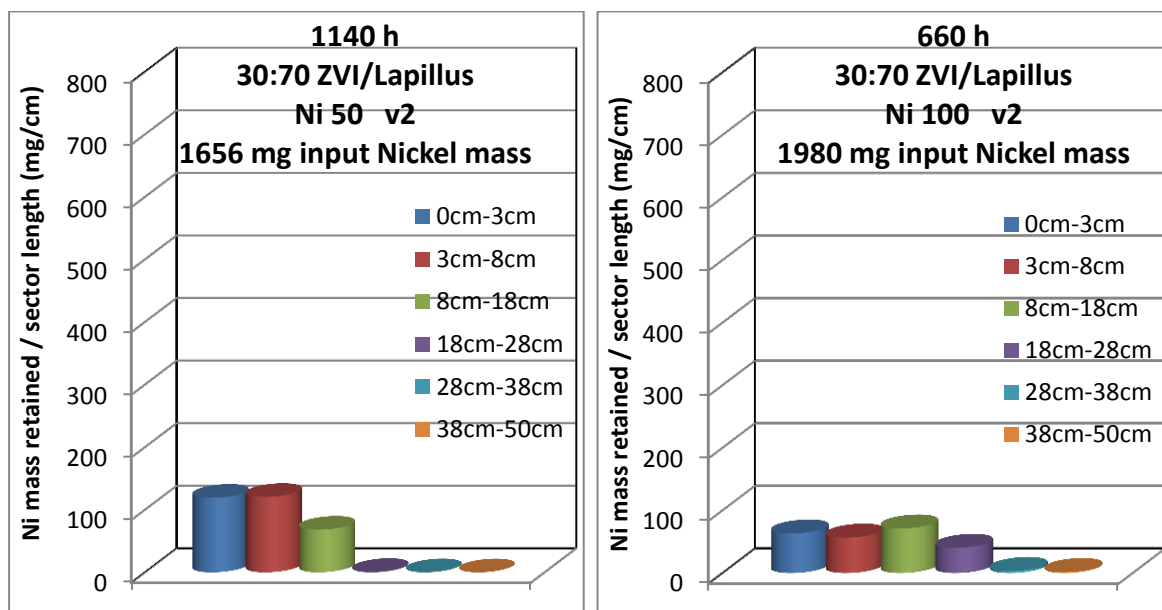 1140 h
30:70 ZVI/Lapillus
Ni 50 v2
1656 mg input Nickel mass
Ni mass retained / sector length (mg/cm)
800
700
600
500
400
300
200
100
0
0cm-3cm
3cm-8cm
8cm-18cm
18cm-28cm
28cm-38cm
38cm-50cm
660 h
30:70 ZVI/Lapillus
Ni 100 v2
1980 mg input Nickel mass
Ni mass retained / sector length (mg/cm)
800
700
600
500
400
300
200
100
0
0cm-3cm
3cm-8cm
8cm-18cm
18cm-28cm
28cm-38cm
38cm-50cm